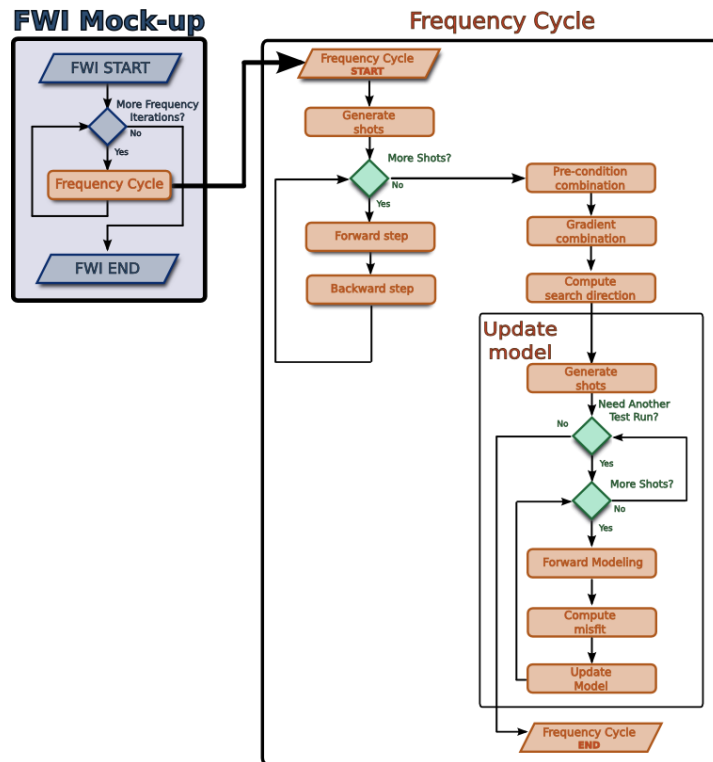 FWI Mock-up
FWI START
More Frequency
Iterations?
No
Yes
Frequency Cycle
FWI END
Frequency Cycle
Frequency Cycle
START
Generate
shots
More Shots?
No
Yes
Forward step
Backward step
Pre-condition
combination
Gradient
combination
Compute
search direction
Update
model
Generate
shots
Need Another
Test Run?
No
Yes
More Shots?
No
Yes
Forward Modeling
Compute
misfit
Update
Model
Frequency Cycle
END